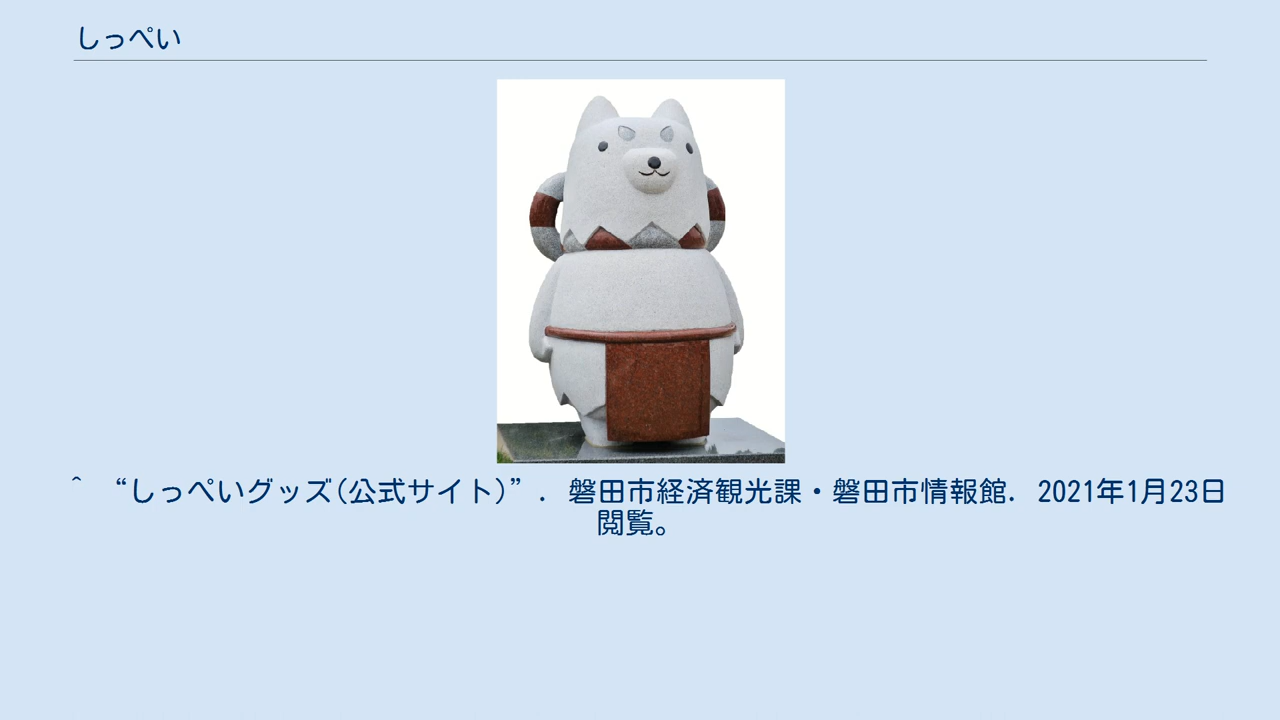 しっぺい
^ “しっぺいグッズ(公式サイト)”. 磐田市経済観光課・磐田市情報館. 2021年1月23日
閲覧。